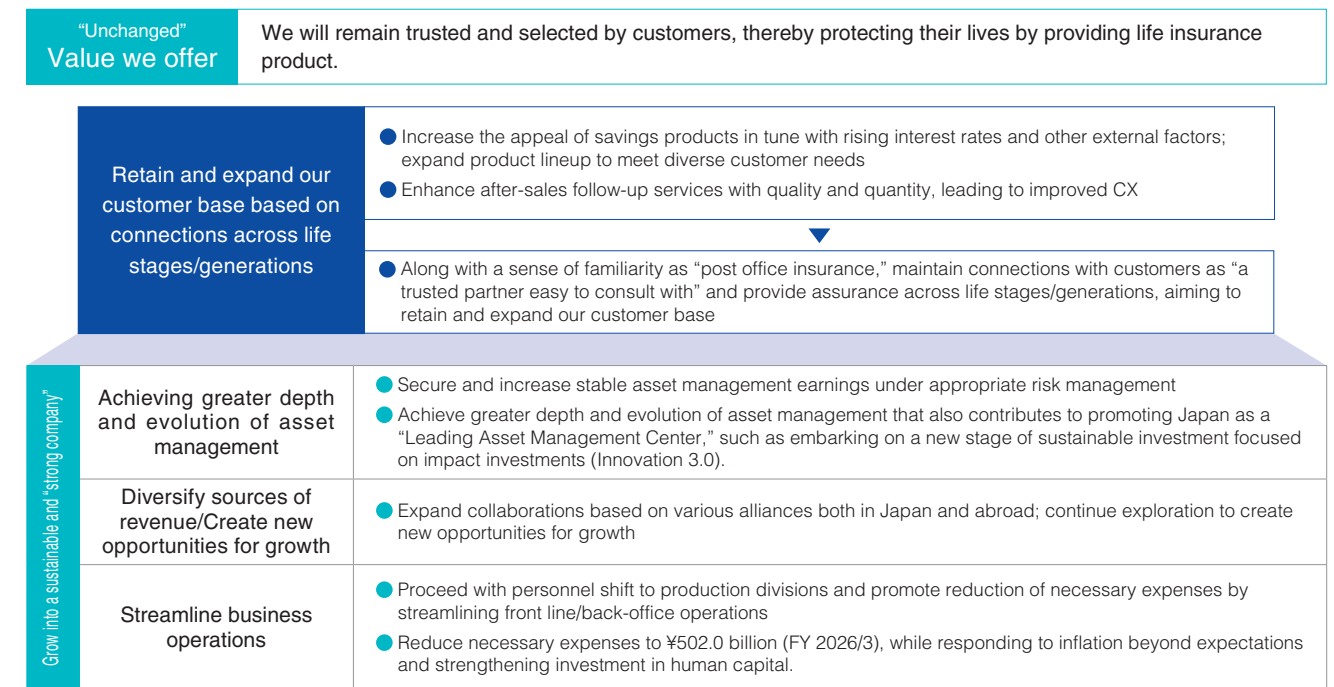 “Unchanged”
Value we offer
We will remain trusted and selected by customers, thereby protecting their lives by providing life insurance
product.
Retain and expand our
customer base based on
connections across life
stages/generations
● Increase the appeal of savings products in tune with rising interest rates and other external factors;
expand product lineup to meet diverse customer needs
● Enhance after-sales follow-up services with quality and quantity, leading to improved CX
● Along with a sense of familiarity as “post office insurance,” maintain connections with customers as “a
trusted partner easy to consult with” and provide assurance across life stages/generations, aiming to
retain and expand our customer base
Grow into a sustainable and “strong company”
Achieving greater depth
and evolution of asset
management
● Secure and increase stable asset management earnings under appropriate risk management
● Achieve greater depth and evolution of asset management that also contributes to promoting Japan as a
“Leading Asset Management Center,” such as embarking on a new stage of sustainable investment focused
on impact investments (Innovation 3.0).
Diversify sources of
revenue/Create new
opportunities for growth
● Expand collaborations based on various alliances both in Japan and abroad; continue exploration to create
new opportunities for growth
Streamline business
operations
● Proceed with personnel shift to production divisions and promote reduction of necessary expenses by
streamlining front line/back-office operations
● Reduce necessary expenses to ¥502.0 billion (FY 2026/3), while responding to inflation beyond expectations
and strengthening investment in human capital.